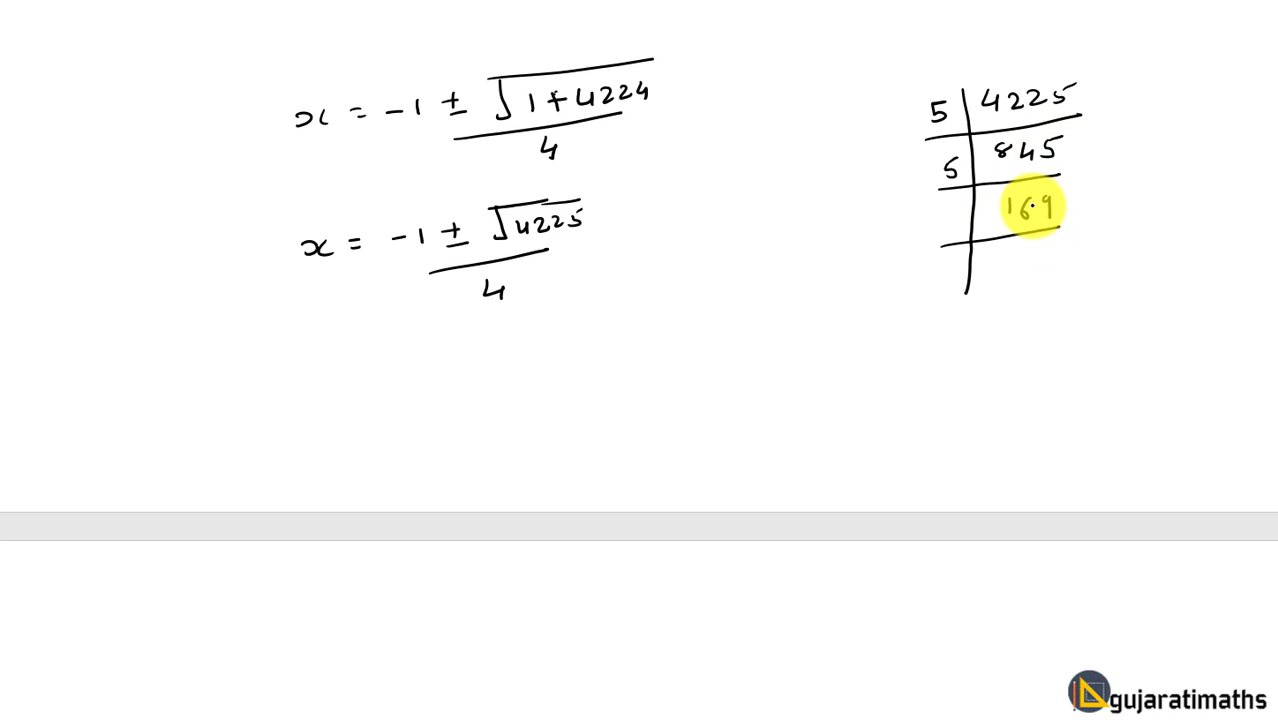 x = -1 ± √1+4224
4
x = -1 ± √4225
4
5 | 4225
5 | 845
169
gujaratimaths